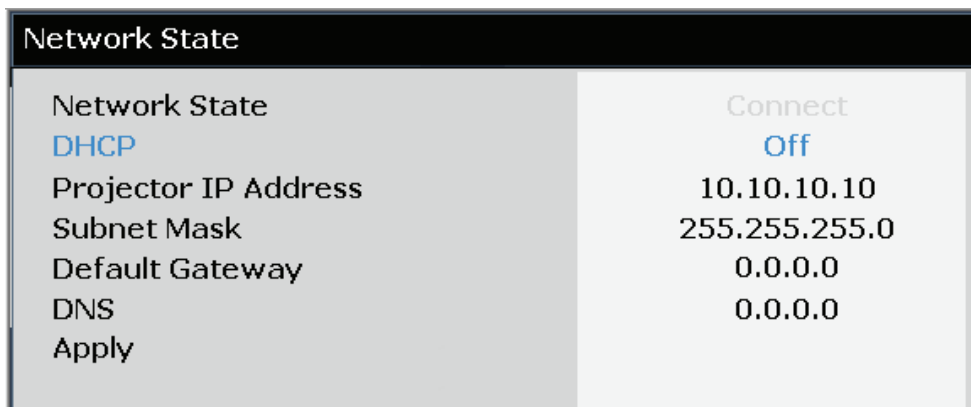 Network State
Network State Connect
DHCP Off
Projector IP Address 10.10.10.10
Subnet Mask 255.255.255.0
Default Gateway 0.0.0.0
DNS 0.0.0.0
Apply